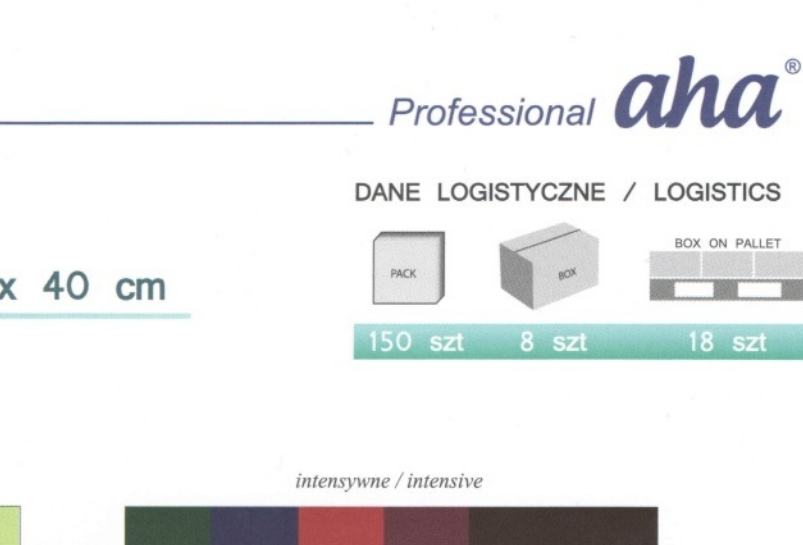 Professional aha®
DANE LOGISTYCZNE / LOGISTICS
PACK
BOX
BOX ON PALLET
x 40 cm
150 szt 8 szt 18 szt
intensywne / intensive